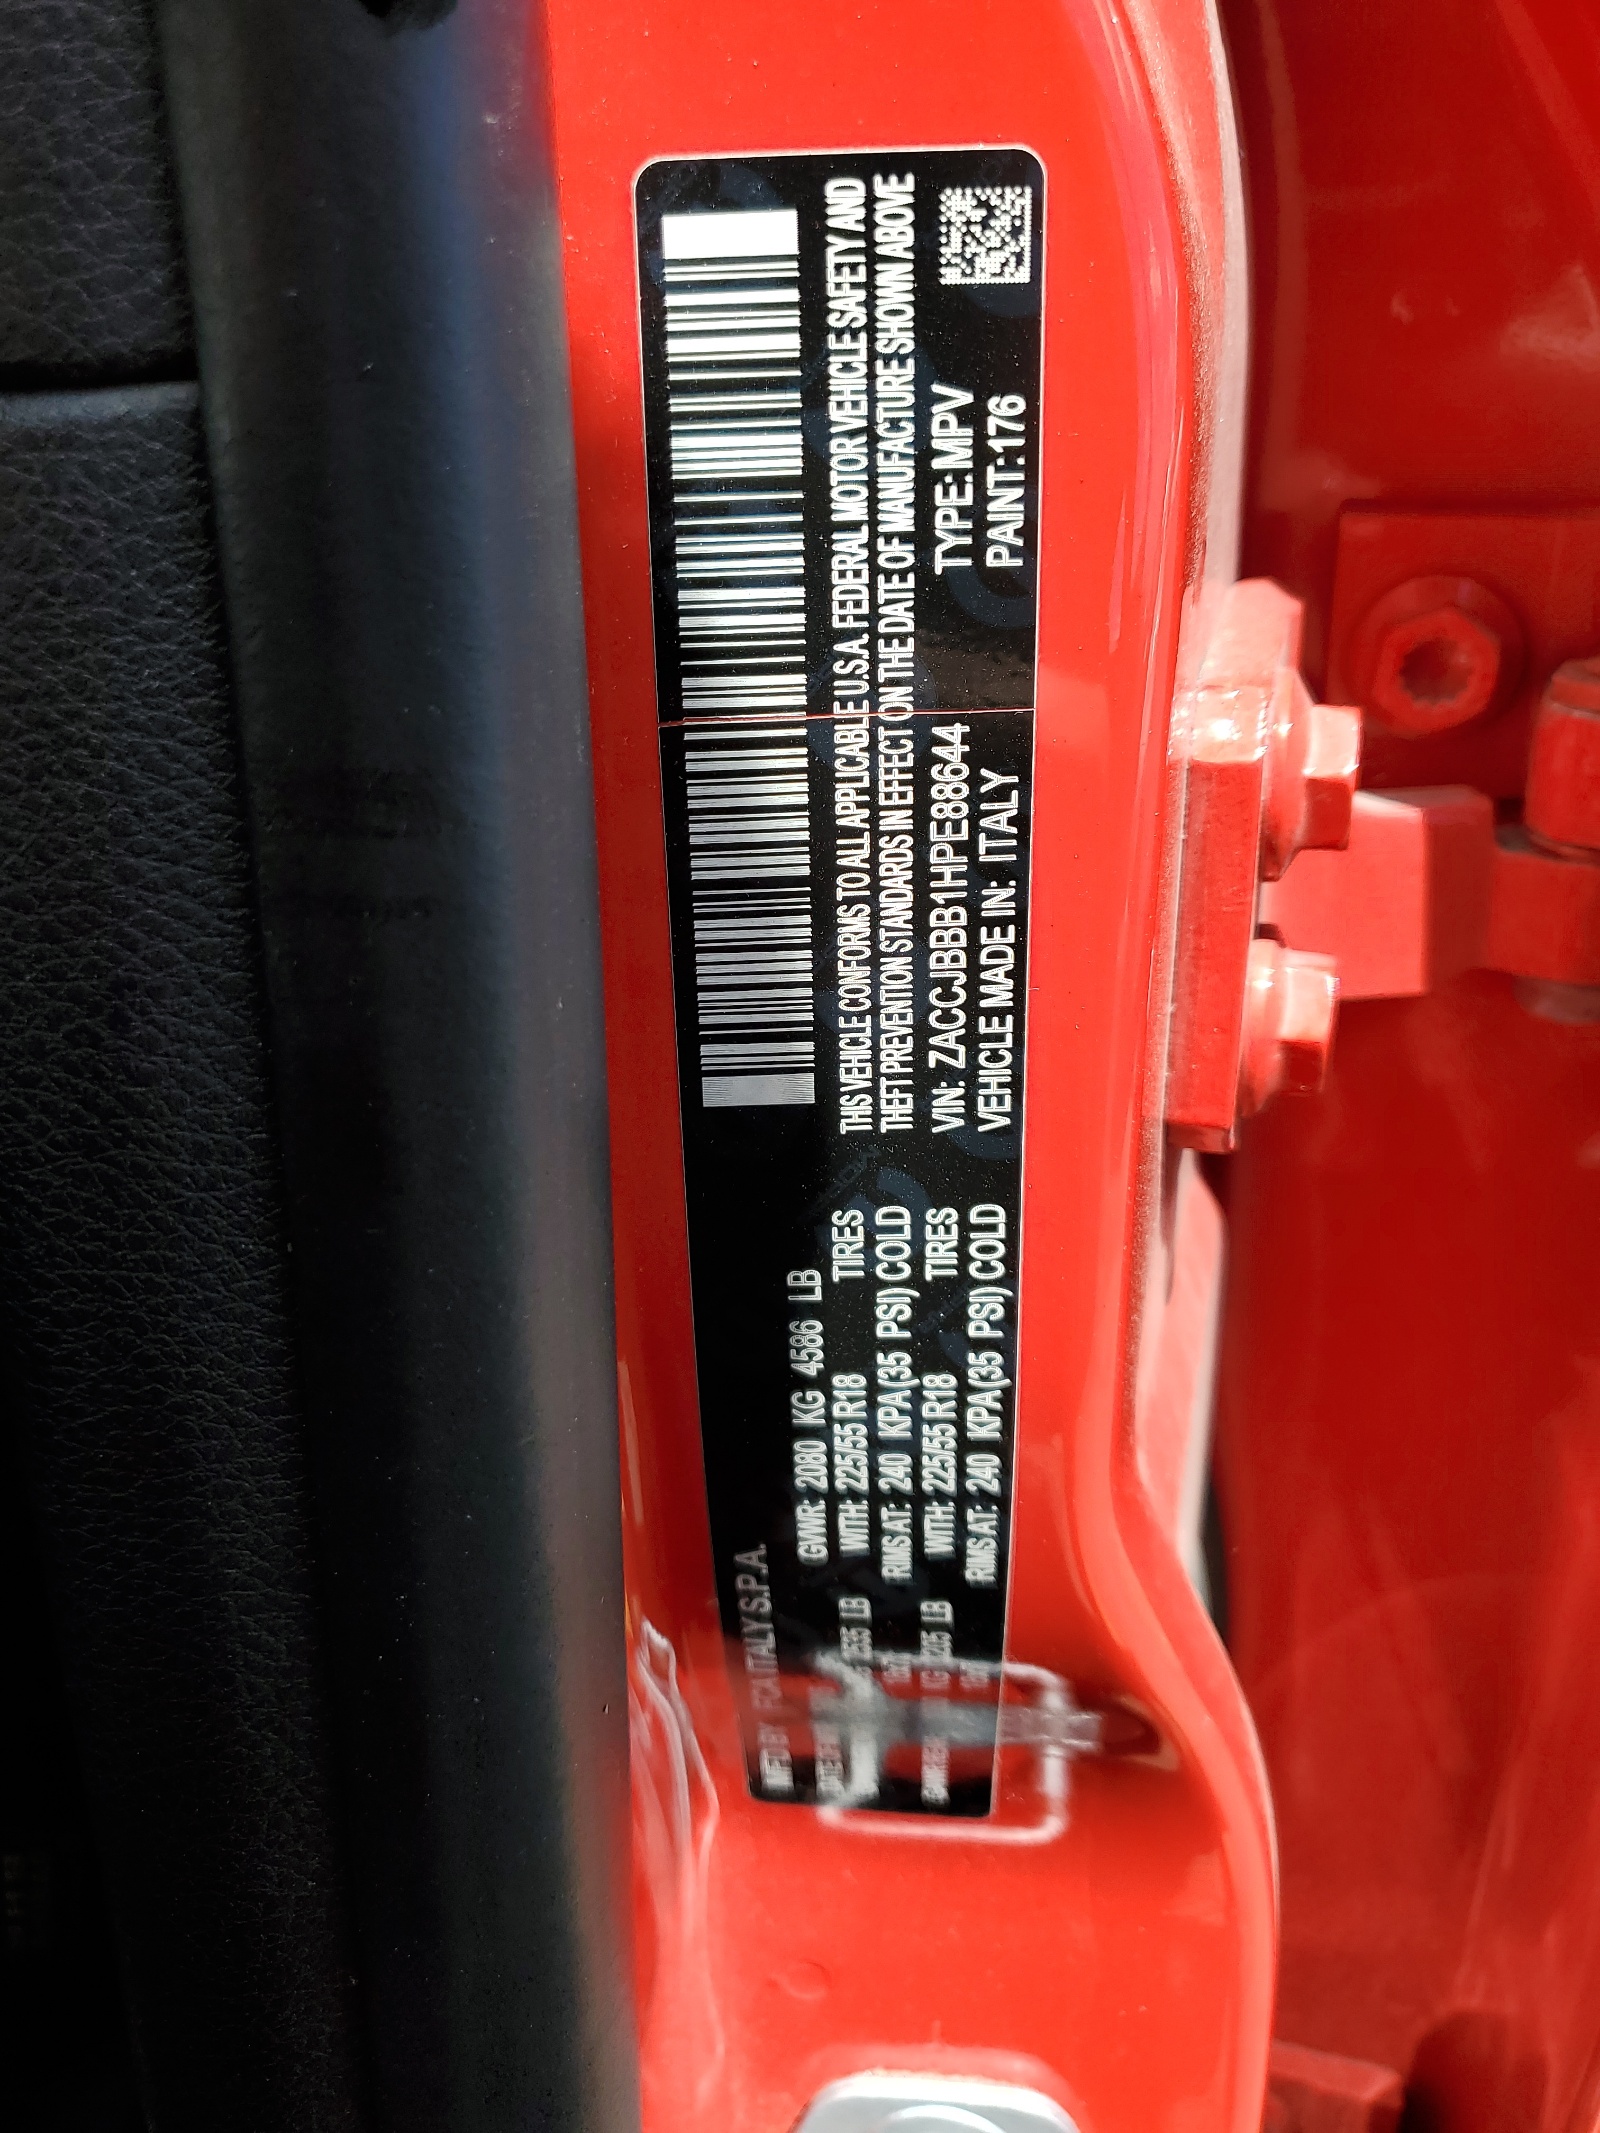 MFD BY FCA ITALY S.P.A.
GVWR: 2080 KG 4586 LB
2535 LB WITH: 225/55 R18 TIRES
RIMS AT: 240 KPA(35 PSI) COLD
LB WITH: 225/55 R18 TIRES
RIMS AT: 240 KPA(35 PSI) COLD
THIS VEHICLE CONFORMS TO ALL APPLICABLE U.S.A. FEDERAL MOTOR VEHICLE SAFETY AND
THEFT PREVENTION STANDARDS IN EFFECT ON THE DATE OF MANUFACTURE SHOWN ABOVE
VIN: ZACCJBBB1HPE88644 TYPE: MPV
VEHICLE MADE IN: ITALY PAINT:176